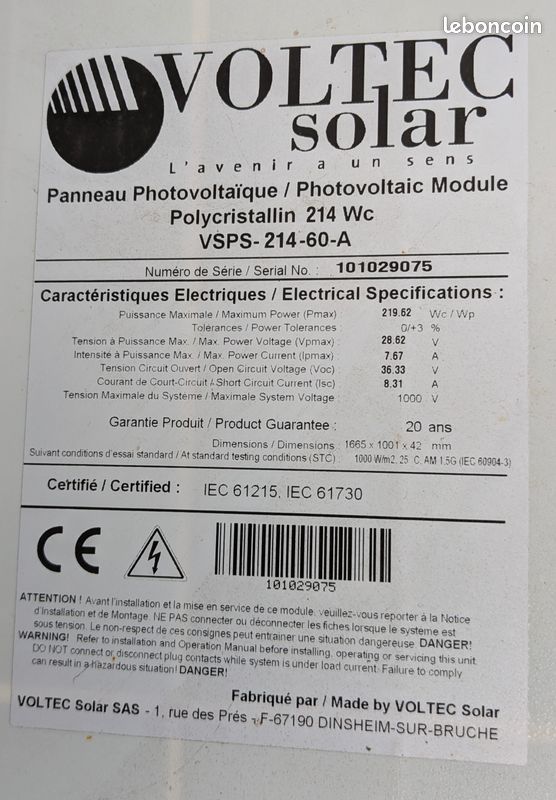 leboncoin
VOLTEC
solar
L'avenir a un sens
Panneau Photovoltaïque / Photovoltaic Module
Polycristallin 214 Wc
VSPS-214-60-A
Numéro de Série / Serial No. : 101029075
Caractéristiques Electriques / Electrical Specifications :
Puissance Maximale / Maximum Power (Pmax) 219.62 Wc / Wp
Tolerances / Power Tolerances : 0/+3 %
Tension à Puissance Max. / Max. Power Voltage (Vpmax) : 28.62 V
Intensité à Puissance Max. / Max. Power Current (Ipmax) : 7.67 A
Tension Circuit Ouvert / Open Circuit Voltage (Voc) : 36.33 V
Courant de Court-Circuit / Short Circuit Current (Isc) : 8.31 A
Tension Maximale du Système / Maximale System Voltage : 1000 V
Garantie Produit / Product Guarantee : 20 ans
Dimensions / Dimensions : 1665 x 1001 x 42 mm
Suivant conditions d'essai standard / At standard testing conditions (STC) : 1000 W/m2, 25 C, AM 1.5G (IEC 60904-3)
Certifié / Certified : IEC 61215, IEC 61730
CE
101029075
ATTENTION ! Avant l'installation et la mise en service de ce module, veuillez-vous reporter à la Notice
d'Installation et de Montage. NE PAS connecter ou déconnecter les fiches lorsque le systeme est
sous tension. Le non-respect de ces consignes peut entrainer une situation dangereuse. DANGER!
WARNING! Refer to installation and Operation Manual before installing, operating or servicing this unit.
DO NOT connect or disconnect plug contacts while system is under load current. Failure to comply
can result in a hazardous situation! DANGER!
Fabriqué par / Made by VOLTEC Solar
VOLTEC Solar SAS - 1, rue des Prés - F-67190 DINSHEIM-SUR-BRUCHE